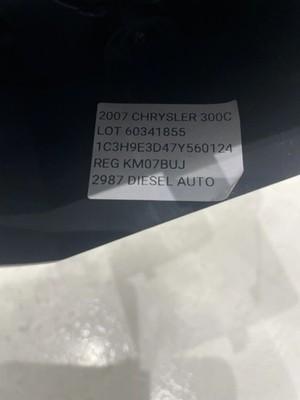 2007 CHRYSLER 300C
LOT 60341855
1C3H9E3D47Y560124
REG KM07BUJ
2987 DIESEL AUTO